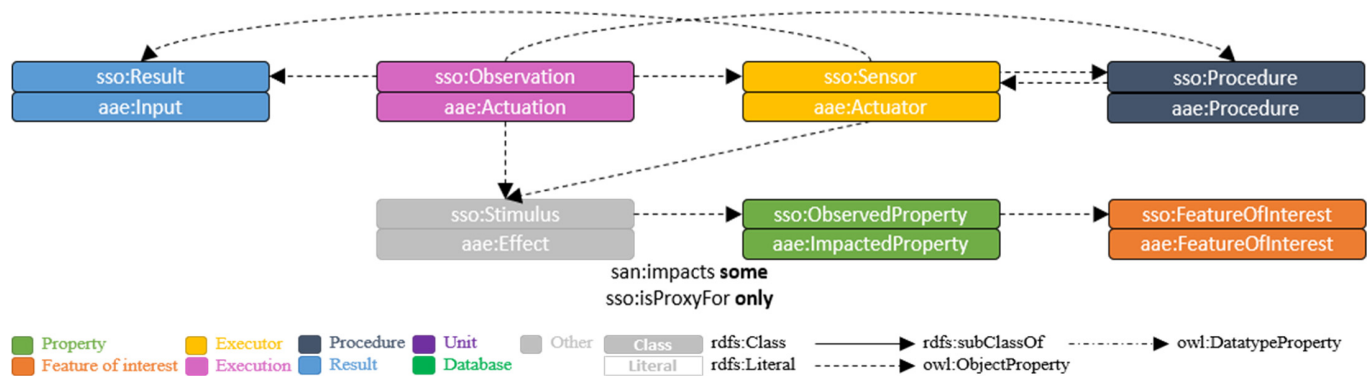 sso:Result
sso:Observation
sso:Sensor
sso:Procedure
aae:Input
aae:Actuation
aae:Actuator
aae:Procedure
sso:Stimulus
sso:ObservedProperty
sso:FeatureOfInterest
aae:Effect
aae:ImpactedProperty
aae:FeatureOfInterest
san:impacts some
sso:isProxyFor only
Property
Executor
Procedure
Unit
Other
Class
rdfs:Class
rdfs:subClassOf
owl:DatatypeProperty
Feature of interest
Execution
Result
Database
Literal
rdfs:Literal
owl:ObjectProperty